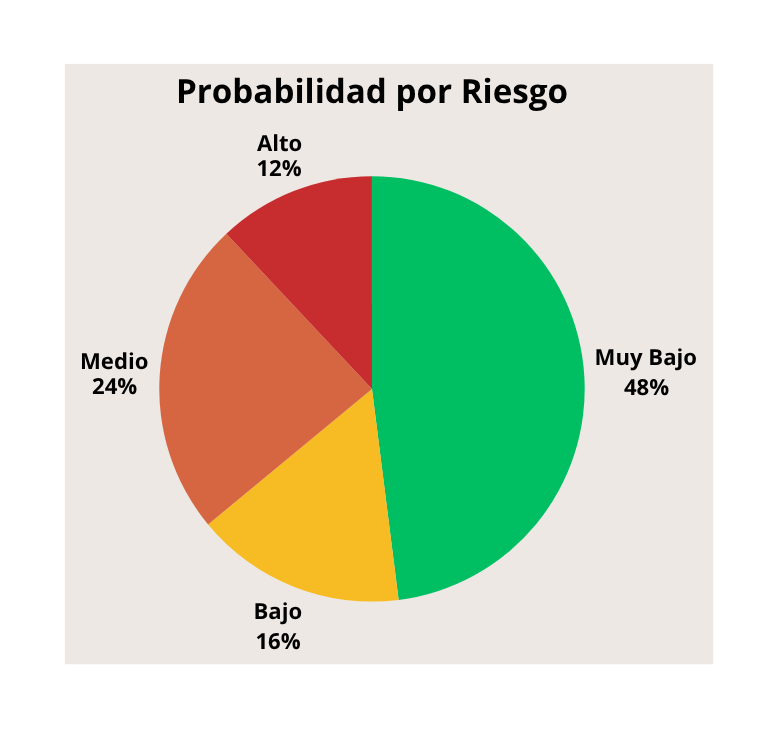 Probabilidad por Riesgo
Alto
12%
Muy Bajo
48%
Medio
24%
Bajo
16%